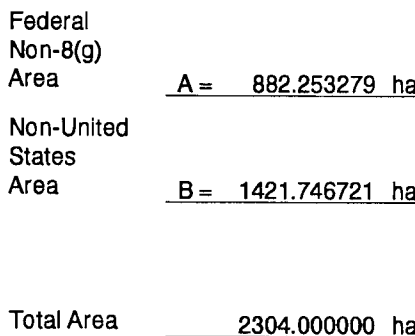 Federal
Non-8(g)
Area A = 882.253279 ha
Non-United
States
Area B = 1421.746721 ha
Total Area 2304.000000 ha